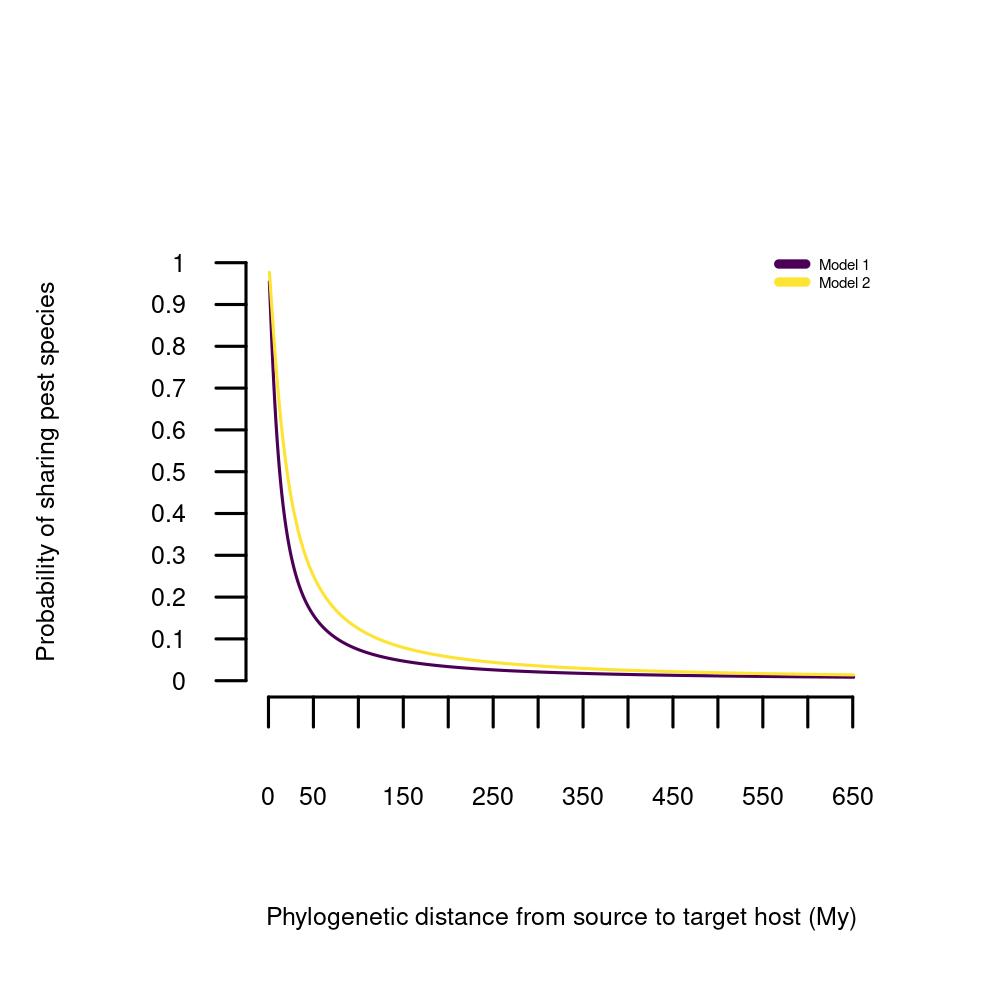 Model 1
Model 2
Probability of sharing pest species
1
0.9
0.8
0.7
0.6
0.5
0.4
0.3
0.2
0.1
0
0 50 150 250 350 450 550 650
Phylogenetic distance from source to target host (My)